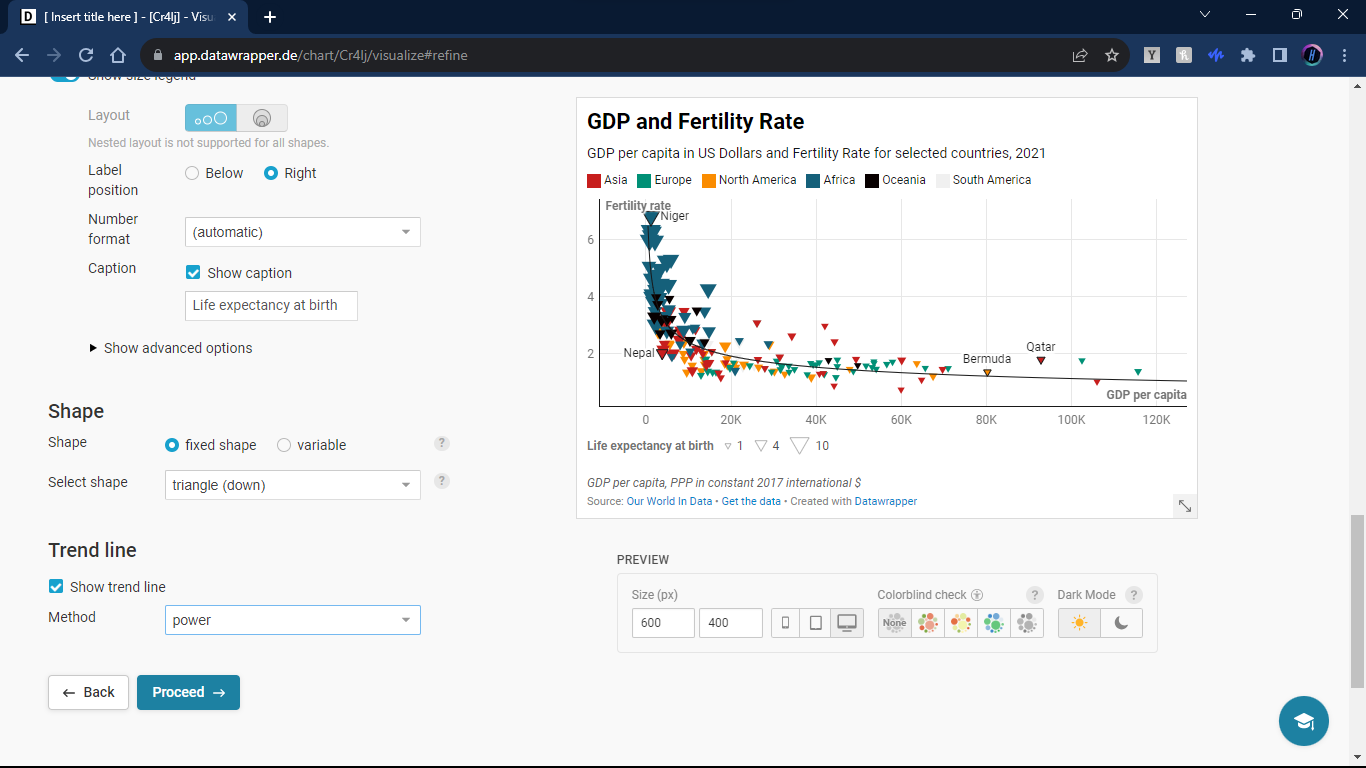 [ Insert title here ] - [Cr4lj] - Visu
app.datawrapper.de/chart/Cr4lj/visualize#refine
Show size legend
Layout
Nested layout is not supported for all shapes.
Label position
Below
Right
Number format
(automatic)
Caption
Show caption
Life expectancy at birth
Show advanced options
Shape
Shape
fixed shape
variable
?
Select shape
triangle (down)
?
Trend line
Show trend line
Method
power
← Back
Proceed →
GDP and Fertility Rate
GDP per capita in US Dollars and Fertility Rate for selected countries, 2021
Asia Europe North America Africa Oceania South America
Fertility rate
Niger
6
4
2
Nepal
Bermuda
Qatar
GDP per capita
0 20K 40K 60K 80K 100K 120K
Life expectancy at birth 1 4 10
GDP per capita, PPP in constant 2017 international $
Source: Our World In Data • Get the data • Created with Datawrapper
PREVIEW
Size (px)
600
400
Colorblind check
?
None
Dark Mode
?